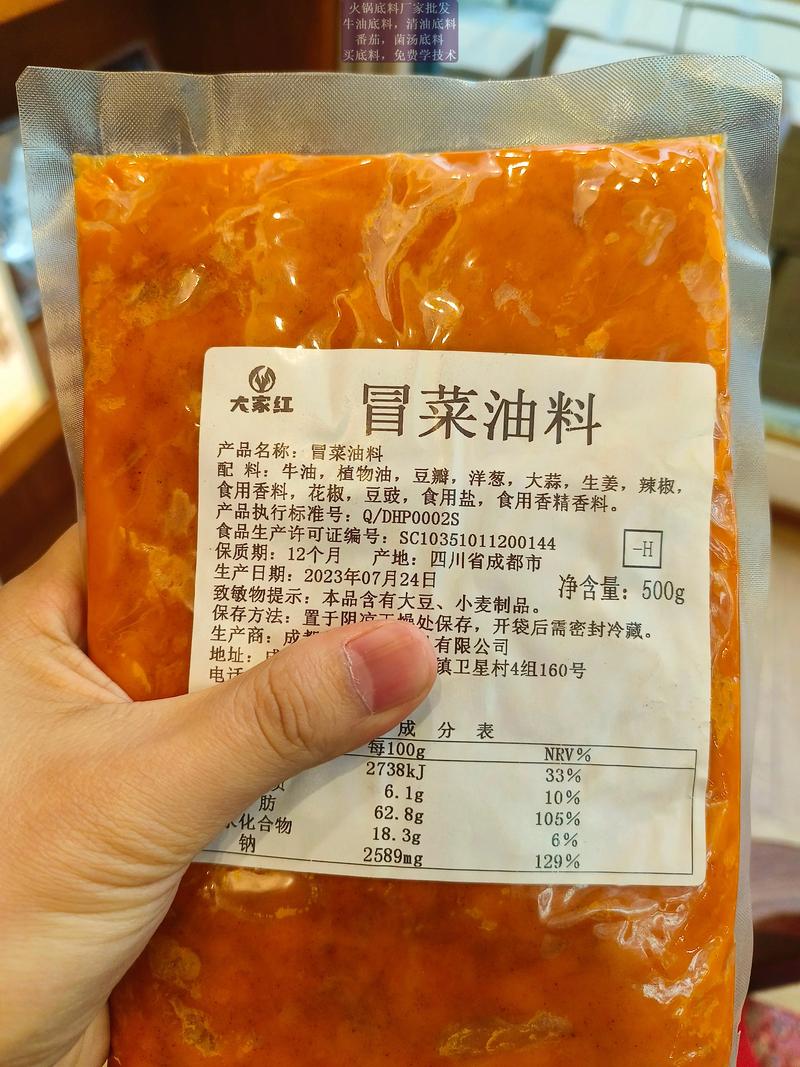 火锅底料厂家批发
牛油底料，清油底料
番茄，菌汤底料
买底料，免费学技术
大家红
冒菜油料
产品名称：冒菜油料
配 料：牛油，植物油，豆瓣，洋葱，大蒜，生姜，辣椒，
食用香料，花椒，豆豉，食用盐，食用香精香料。
产品执行标准号：Q/DHP0002S
食品生产许可证编号：SC10351011200144
-H
保质期：12个月 产地：四川省成都市
生产日期：2023年07月24日
净含量：500g
致敏物提示：本品含有大豆、小麦制品。
保存方法：置于阴凉干燥处保存，开袋后需密封冷藏。
生产商：成都 有限公司
地址： 镇卫星村4组160号
电话
成 分 表
每100g NRV%
2738kJ 33%
6.1g 10%
肪 62.8g 105%
化合物 18.3g 6%
钠 2589mg 129%